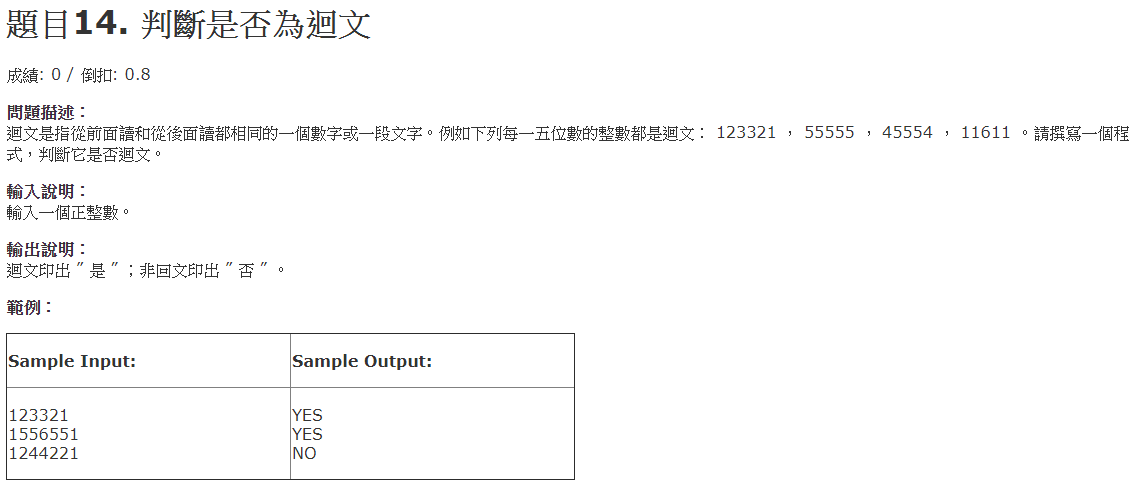 題目14. 判斷是否為迴文
成績: 0 / 倒扣: 0.8
問題描述：
迴文是指從前面讀和從後面讀都相同的一個數字或一段文字。例如下列每一五位數的整數都是迴文： 123321 ， 55555 ， 45554 ， 11611 。請撰寫一個程
式，判斷它是否迴文。
輸入說明：
輸入一個正整數。
輸出說明：
迴文印出 ″ 是 ″ ；非回文印出 ″ 否 ″ 。
範例：
Sample Input: Sample Output:
123321 YES
1556551 YES
1244221 NO